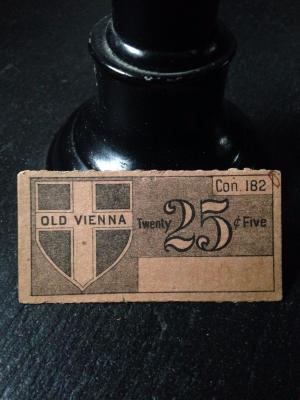 Con. 182
OLD VIENNA
Twenty 25¢ Five